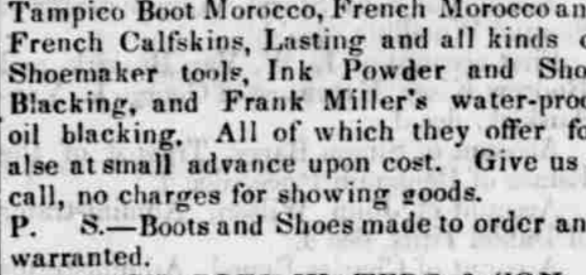 Tampico Boot Morocco, French Morocco an
French Calfskins, Lasting and all kinds o
Shoemaker tools, Ink Powder and Sho
Blacking, and Frank Miller's water-pro
oil blacking. All of which they offer fo
alse at small advance upon cost. Give us
call, no charges for showing goods.
P. S.—Boots and Shoes made to order an
warranted.